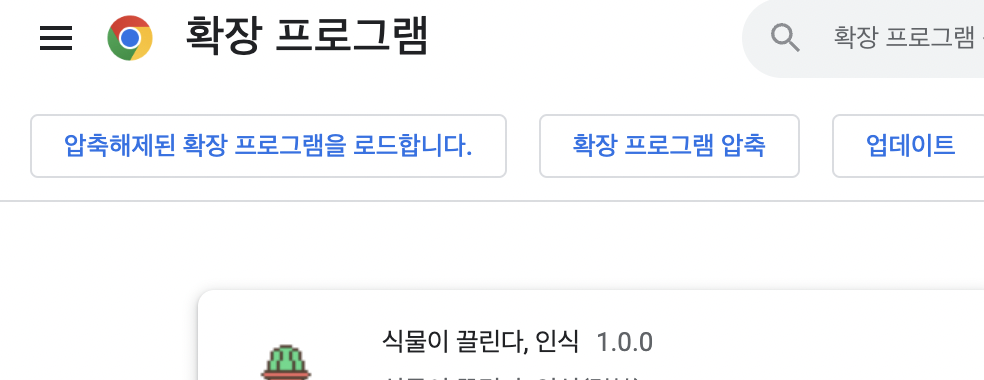 확장 프로그램
확장 프로그램
압축해제된 확장 프로그램을 로드합니다.
확장 프로그램 압축
업데이트
식물이 끌린다, 인식 1.0.0